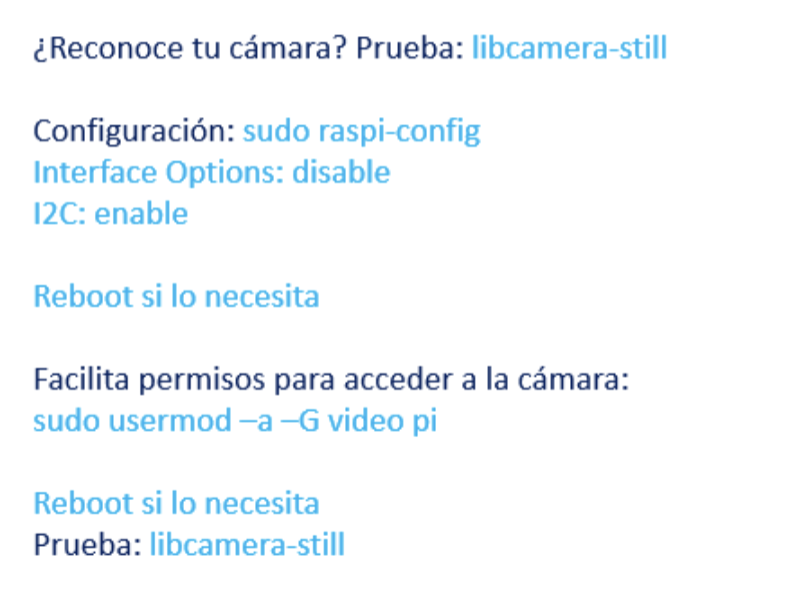 ¿Reconoce tu cámara? Prueba: libcamera-still
Configuración: sudo raspi-config
Interface Options: disable
I2C: enable
Reboot si lo necesita
Facilita permisos para acceder a la cámara:
sudo usermod –a –G video pi
Reboot si lo necesita
Prueba: libcamera-still